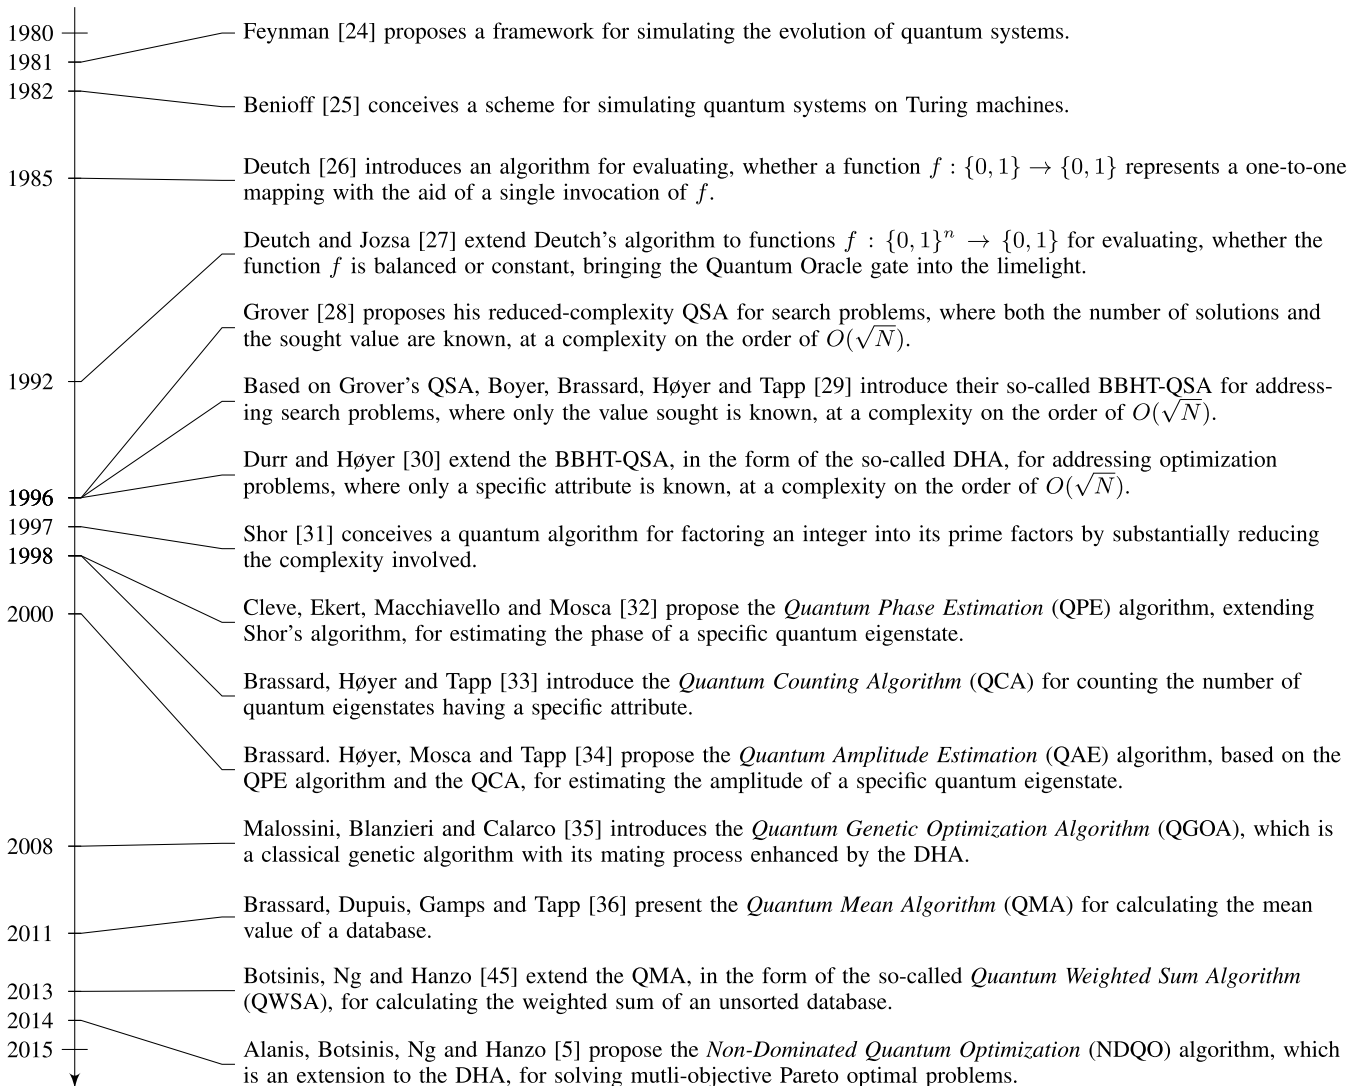 1980
Feynman [24] proposes a framework for simulating the evolution of quantum systems.
1981
1982
Benioff [25] conceives a scheme for simulating quantum systems on Turing machines.
1985
Deutch [26] introduces an algorithm for evaluating, whether a function f : {0, 1} → {0, 1} represents a one-to-one
mapping with the aid of a single invocation of f.
Deutch and Jozsa [27] extend Deutch's algorithm to functions f : {0, 1}ⁿ → {0, 1} for evaluating, whether the
function f is balanced or constant, bringing the Quantum Oracle gate into the limelight.
Grover [28] proposes his reduced-complexity QSA for search problems, where both the number of solutions and
the sought value are known, at a complexity on the order of O(√N).
1992
Based on Grover's QSA, Boyer, Brassard, Høyer and Tapp [29] introduce their so-called BBHT-QSA for address-
ing search problems, where only the value sought is known, at a complexity on the order of O(√N).
Durr and Høyer [30] extend the BBHT-QSA, in the form of the so-called DHA, for addressing optimization
problems, where only a specific attribute is known, at a complexity on the order of O(√N).
1996
1997
Shor [31] conceives a quantum algorithm for factoring an integer into its prime factors by substantially reducing
the complexity involved.
1998
Cleve, Ekert, Macchiavello and Mosca [32] propose the Quantum Phase Estimation (QPE) algorithm, extending
Shor's algorithm, for estimating the phase of a specific quantum eigenstate.
2000
Brassard, Høyer and Tapp [33] introduce the Quantum Counting Algorithm (QCA) for counting the number of
quantum eigenstates having a specific attribute.
Brassard. Høyer, Mosca and Tapp [34] propose the Quantum Amplitude Estimation (QAE) algorithm, based on the
QPE algorithm and the QCA, for estimating the amplitude of a specific quantum eigenstate.
2008
Malossini, Blanzieri and Calarco [35] introduces the Quantum Genetic Optimization Algorithm (QGOA), which is
a classical genetic algorithm with its mating process enhanced by the DHA.
2011
Brassard, Dupuis, Gamps and Tapp [36] present the Quantum Mean Algorithm (QMA) for calculating the mean
value of a database.
2013
Botsinis, Ng and Hanzo [45] extend the QMA, in the form of the so-called Quantum Weighted Sum Algorithm
(QWSA), for calculating the weighted sum of an unsorted database.
2014
2015
Alanis, Botsinis, Ng and Hanzo [5] propose the Non-Dominated Quantum Optimization (NDQO) algorithm, which
is an extension to the DHA, for solving mutli-objective Pareto optimal problems.